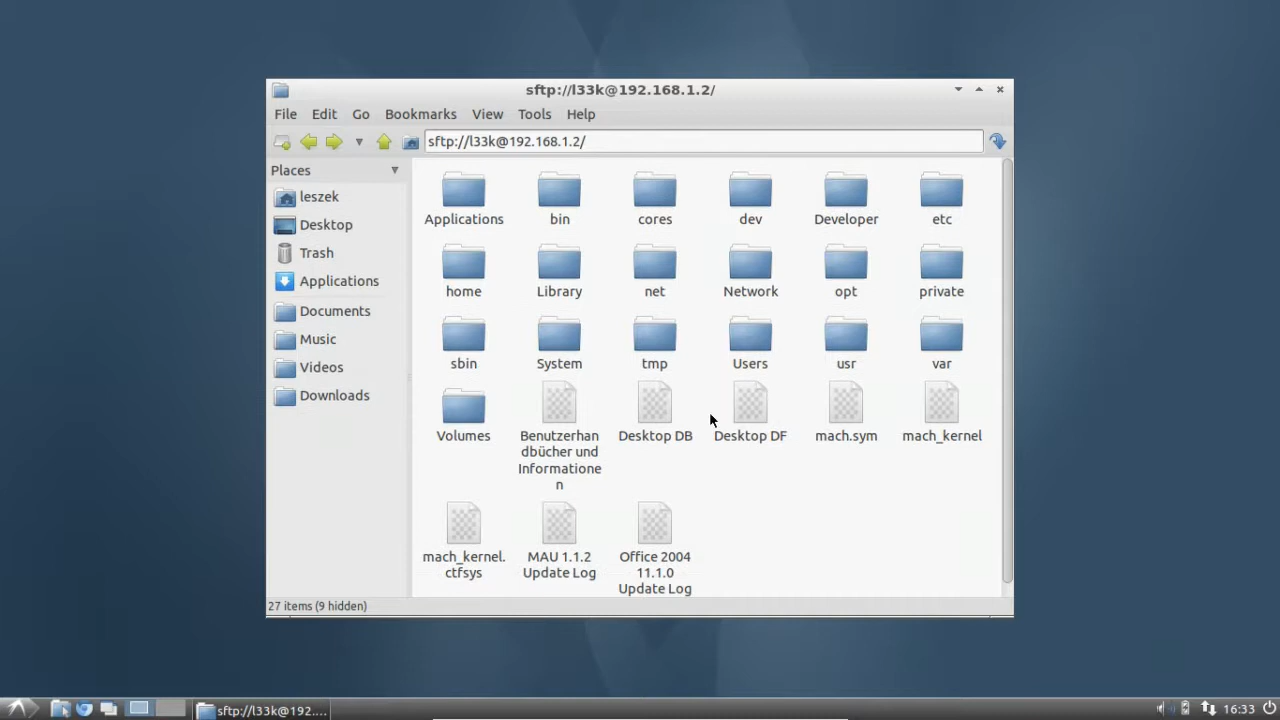 sftp://l33k@192.168.1.2/
File Edit Go Bookmarks View Tools Help
sftp://l33k@192.168.1.2/
Places
leszek
Desktop
Trash
Applications
Documents
Music
Videos
Downloads
Applications bin cores dev Developer etc
home Library net Network opt private
sbin System tmp Users usr var
Volumes Benutzerhan Desktop DB Desktop DF mach.sym mach_kernel
dbücher und
Informatione
n
mach_kernel. MAU 1.1.2 Office 2004
ctfsys Update Log 11.1.0
Update Log
27 items (9 hidden)
sftp://l33k@192.... 16:33